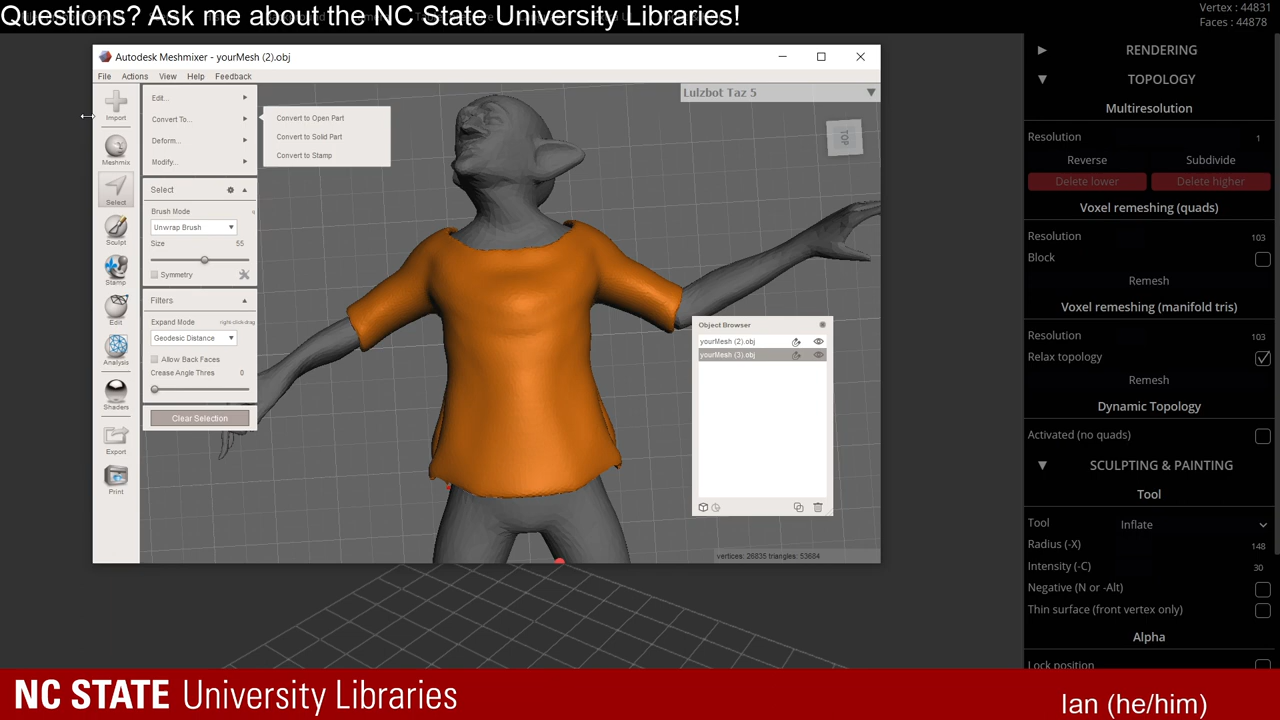 Questions? Ask me about the NC State University Libraries!
Vertex : 44831
Faces : 44878
Autodesk Meshmixer - yourMesh (2).obj
File Actions View Help Feedback
Import
Meshmix
Select
Sculpt
Stamp
Edit
Analysis
Shaders
Export
Print
Edit...
Convert To...
Deform...
Modify...
Convert to Open Part
Convert to Solid Part
Convert to Stamp
Select
Brush Mode
Unwrap Brush
Size 55
Symmetry
Filters
Expand Mode right-click-drag
Geodesic Distance
Allow Back Faces
Crease Angle Thres 0
Clear Selection
Lulzbot Taz 5
TOP
Object Browser
yourMesh (2).obj
yourMesh (3).obj
vertices: 26835 triangles: 53684
RENDERING
TOPOLOGY
Multiresolution
Resolution 1
Reverse Subdivide
Delete lower Delete higher
Voxel remeshing (quads)
Resolution 103
Block
Remesh
Voxel remeshing (manifold tris)
Resolution 103
Relax topology
Remesh
Dynamic Topology
Activated (no quads)
SCULPTING & PAINTING
Tool
Tool Inflate
Radius (-X) 148
Intensity (-C) 30
Negative (N or -Alt)
Thin surface (front vertex only)
Alpha
Lock position
NC STATE University Libraries
Ian (he/him)